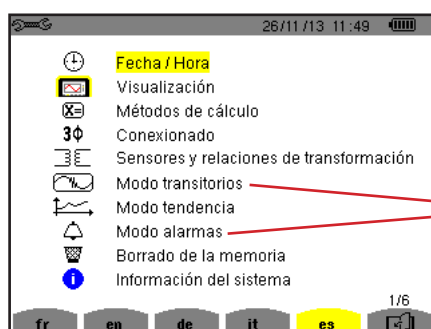 26/11/13 11:49
Fecha / Hora
Visualización
Métodos de cálculo
3Φ Conexionado
Sensores y relaciones de transformación
Modo transitorios
Modo tendencia
Modo alarmas
Borrado de la memoria
Información del sistema
1/6
fr en de it es